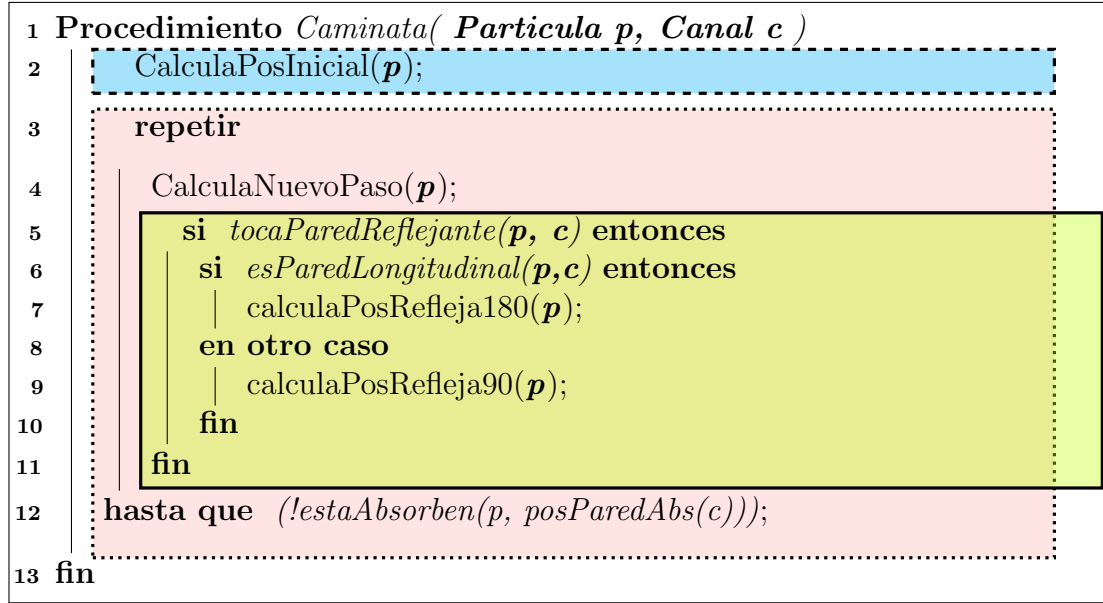 1 Procedimiento Caminata( Particula p, Canal c )
2 CalculaPosInicial(p);
3 repetir
4 CalculaNuevoPaso(p);
5 si tocaParedReflejante(p, c) entonces
6 si esParedLongitudinal(p,c) entonces
7 calculaPosRefleja180(p);
8 en otro caso
9 calculaPosRefleja90(p);
10 fin
11 fin
12 hasta que (!estaAbsorben(p, posParedAbs(c)));
13 fin